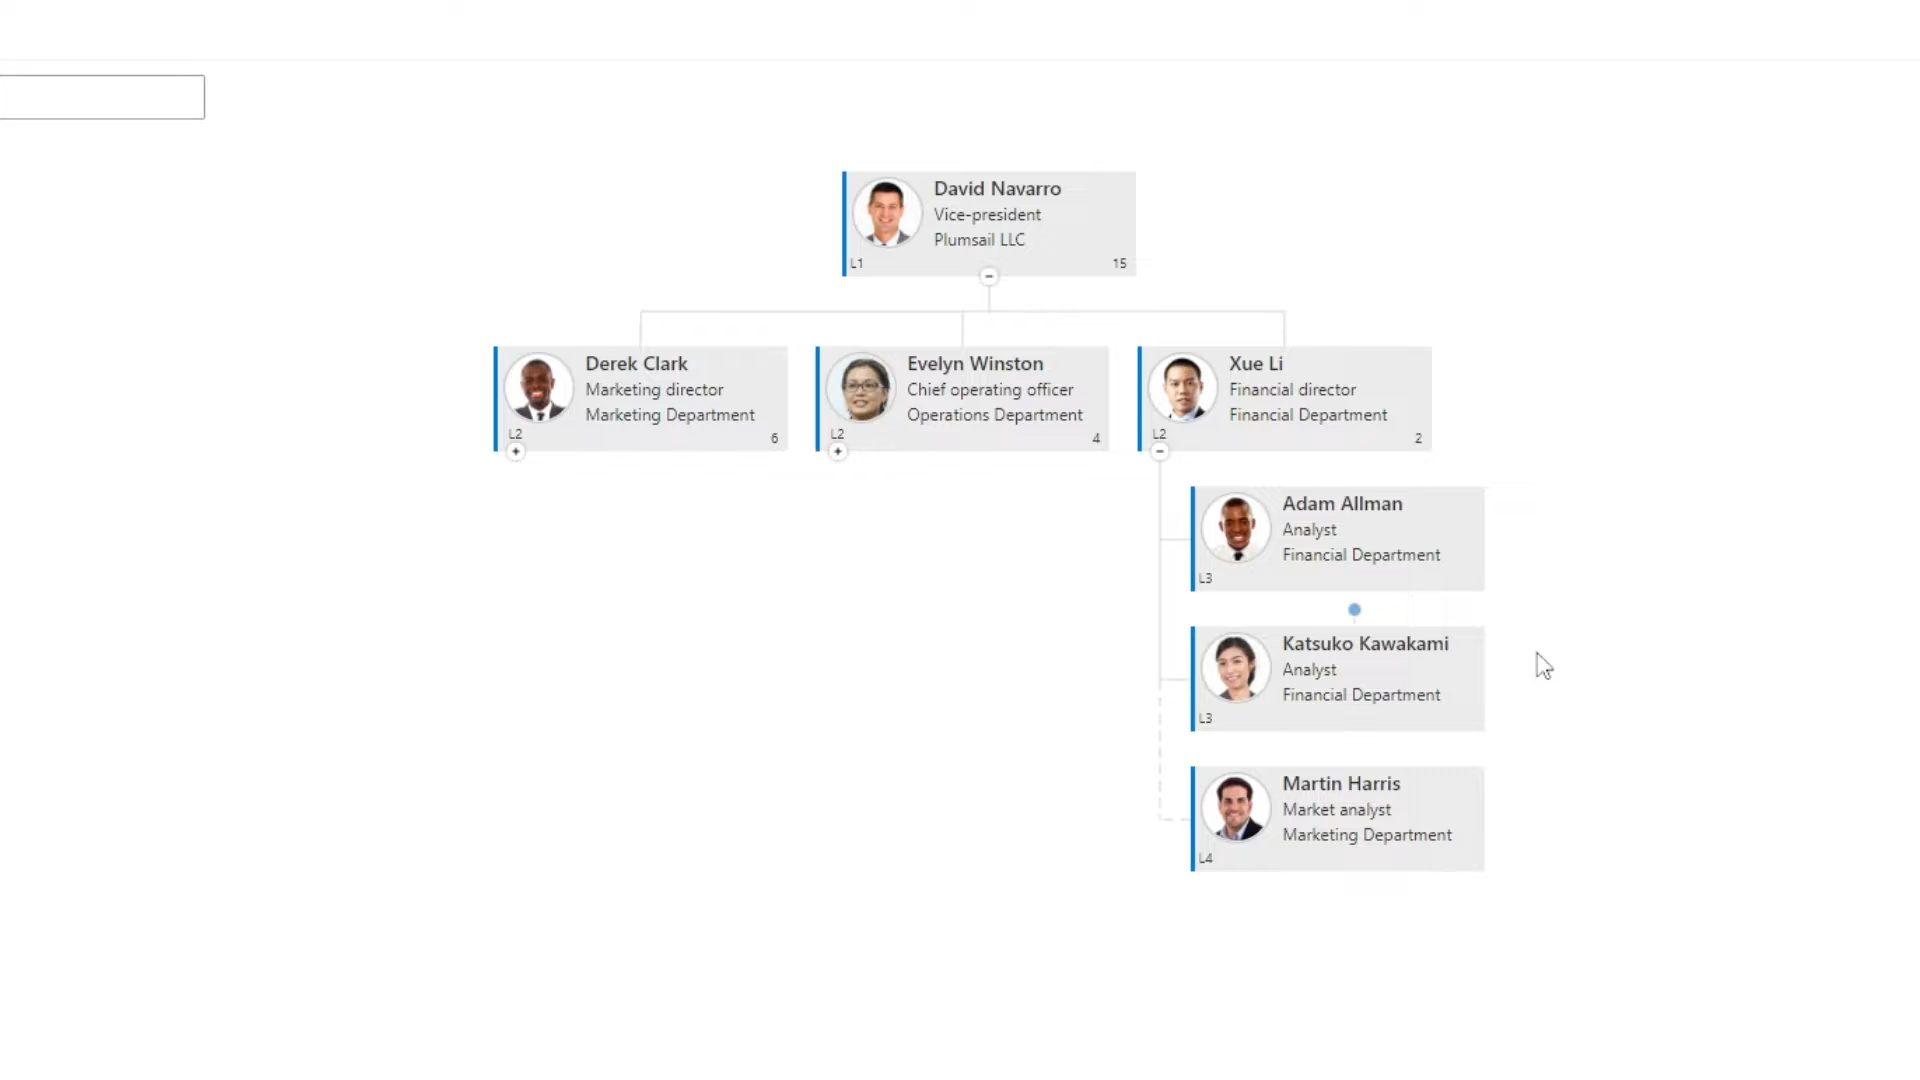 David Navarro
Vice-president
Plumsail LLC
L1
15
Derek Clark
Marketing director
Marketing Department
L2
6
Evelyn Winston
Chief operating officer
Operations Department
L2
4
Xue Li
Financial director
Financial Department
L2
2
Adam Allman
Analyst
Financial Department
L3
Katsuko Kawakami
Analyst
Financial Department
L3
Martin Harris
Market analyst
Marketing Department
L4